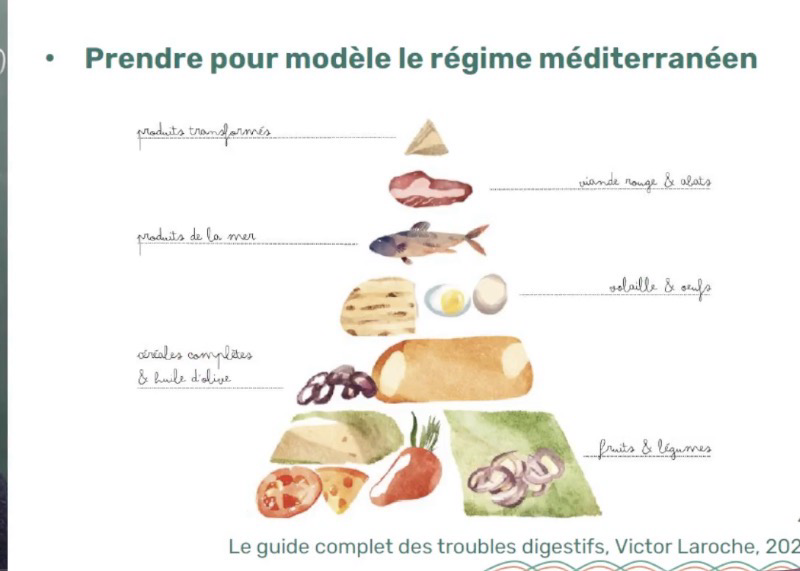 • Prendre pour modèle le régime méditerranéen
produits transformés
viande rouge & abats
produits de la mer
volaille & oeufs
céréales complètes
& huile d'olive
fruits & légumes
Le guide complet des troubles digestifs, Victor Laroche, 202